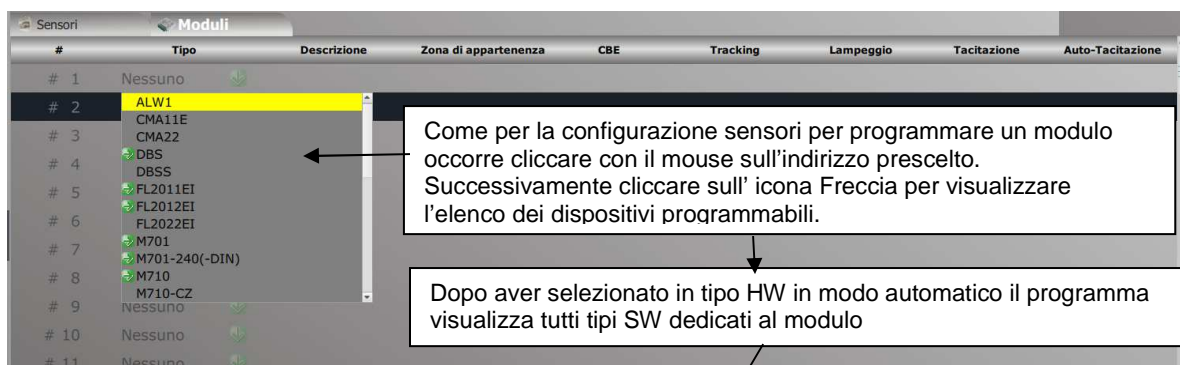 Sensori Moduli
# Tipo Descrizione Zona di appartenenza CBE Tracking Lampeggio Tacitazione Auto-Tacitazione
# 1 Nessuno
# 2 ALW1
CMA11E
# 3 CMA22
DBS
# 4 DBSS
# 5 FL2011EI
FL2012EI
# 6 FL2022EI
# 7 M701
M701-240(-DIN)
# 8 M710
M710-CZ
# 9 Nessuno
# 10 Nessuno
# 11 Nessuno
Come per la configurazione sensori per programmare un modulo
occorre cliccare con il mouse sull'indirizzo prescelto.
Successivamente cliccare sull' icona Freccia per visualizzare
l'elenco dei dispositivi programmabili.
Dopo aver selezionato in tipo HW in modo automatico il programma
visualizza tutti tipi SW dedicati al modulo